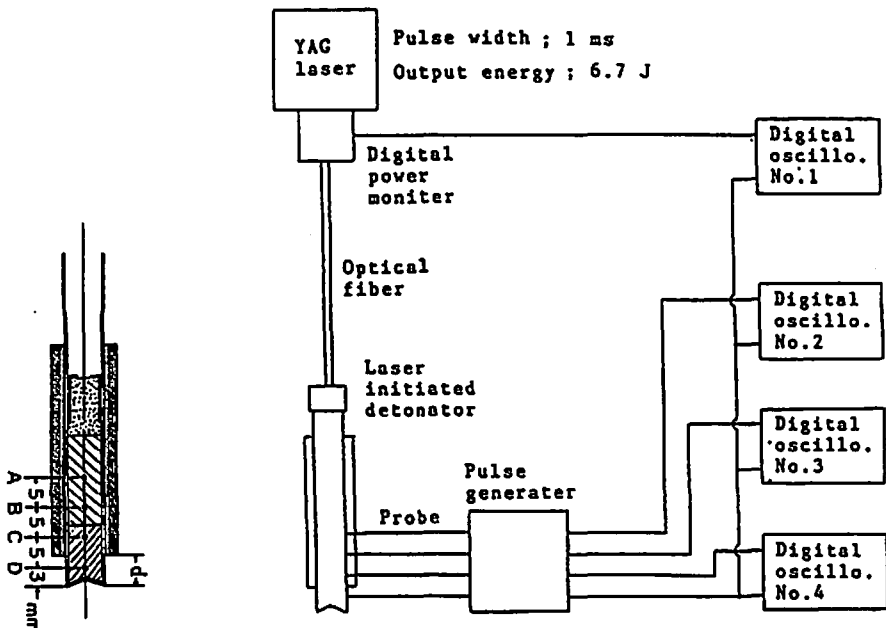 YAG
laser
Pulse width ; 1 ms
Output energy ; 6.7 J
Digital
power
moniter
Digital
oscillo.
No.1
Optical
fiber
Digital
oscillo.
No.2
Laser
initiated
detonator
Digital
oscillo.
No.3
Pulse
generater
Probe
Digital
oscillo.
No.4
A
5
B
5
C
5
D
3
mm
d